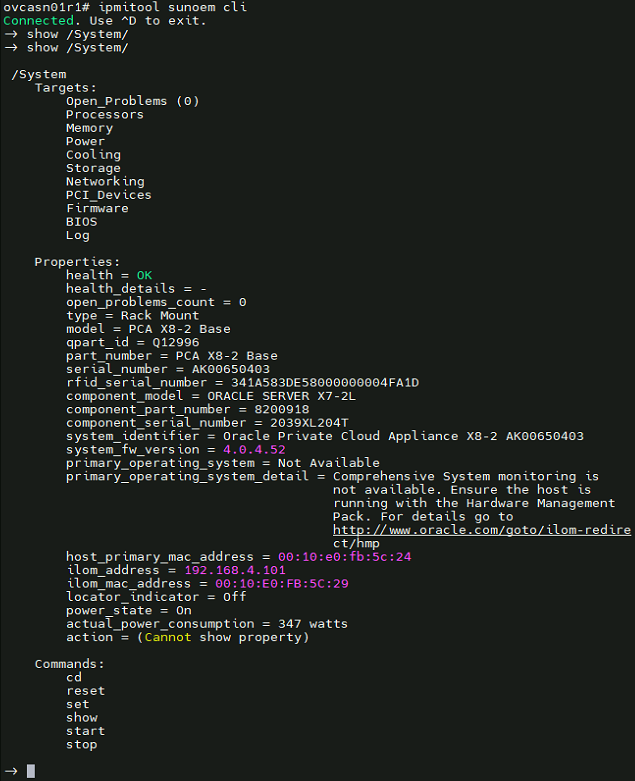 ovcasn01r1# ipmitool sunoem cli
Connected. Use ^D to exit.
-> show /System/
-> show /System/
/System
Targets:
Open_Problems (0)
Processors
Memory
Power
Cooling
Storage
Networking
PCI_Devices
Firmware
BIOS
Log
Properties:
health = OK
health_details = -
open_problems_count = 0
type = Rack Mount
model = PCA X8-2 Base
qpart_id = Q12996
part_number = PCA X8-2 Base
serial_number = AK00650403
rfid_serial_number = 341A583DE58000000004FA1D
component_model = ORACLE SERVER X7-2L
component_part_number = 8200918
component_serial_number = 2039XL204T
system_identifier = Oracle Private Cloud Appliance X8-2 AK00650403
system_fw_version = 4.0.4.52
primary_operating_system = Not Available
primary_operating_system_detail = Comprehensive System monitoring is
not available. Ensure the host is
running with the Hardware Management
Pack. For details go to
http://www.oracle.com/goto/ilom-redire
ct/hmp
host_primary_mac_address = 00:10:e0:fb:5c:24
ilom_address = 192.168.4.101
ilom_mac_address = 00:10:E0:FB:5C:29
locator_indicator = Off
power_state = On
actual_power_consumption = 347 watts
action = (Cannot show property)
Commands:
cd
reset
set
show
start
stop
->